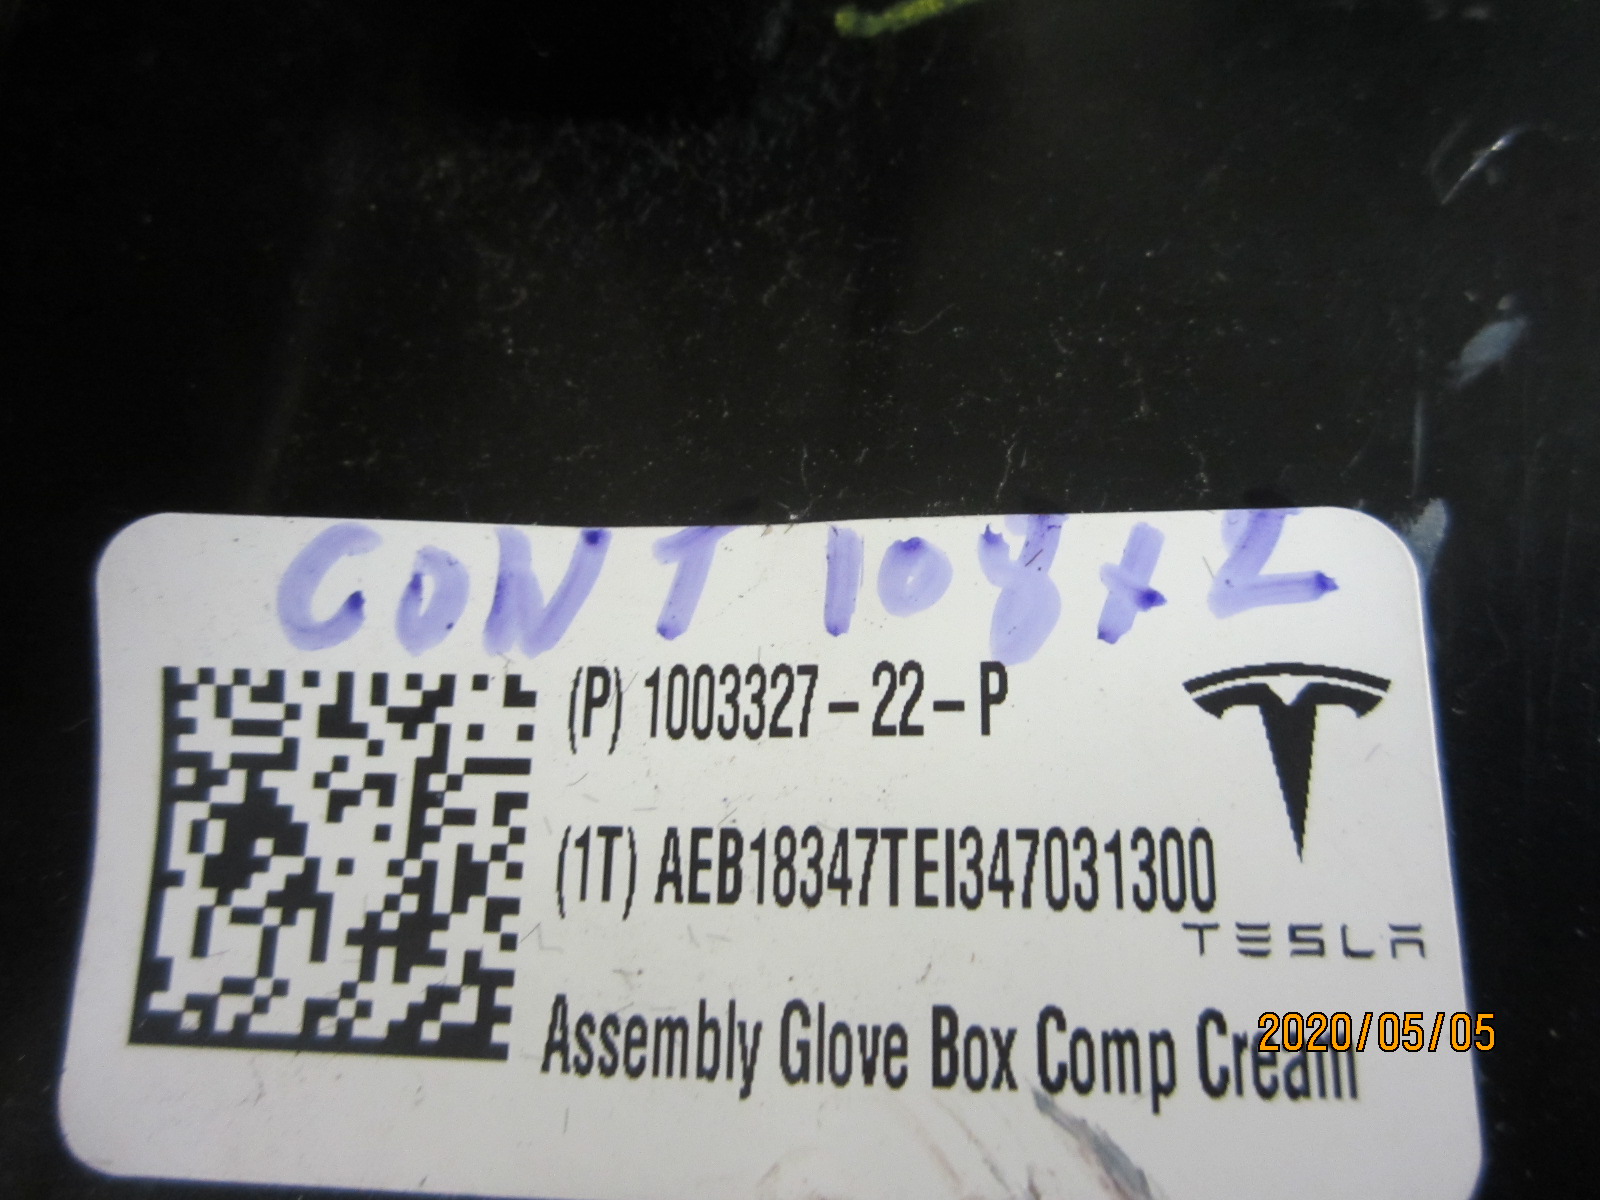 CONT 108+2
(P) 1003327-22-P
(1T) AEB18347TEI347031300
TESLA
Assembly Glove Box Comp Cream
2020/05/05